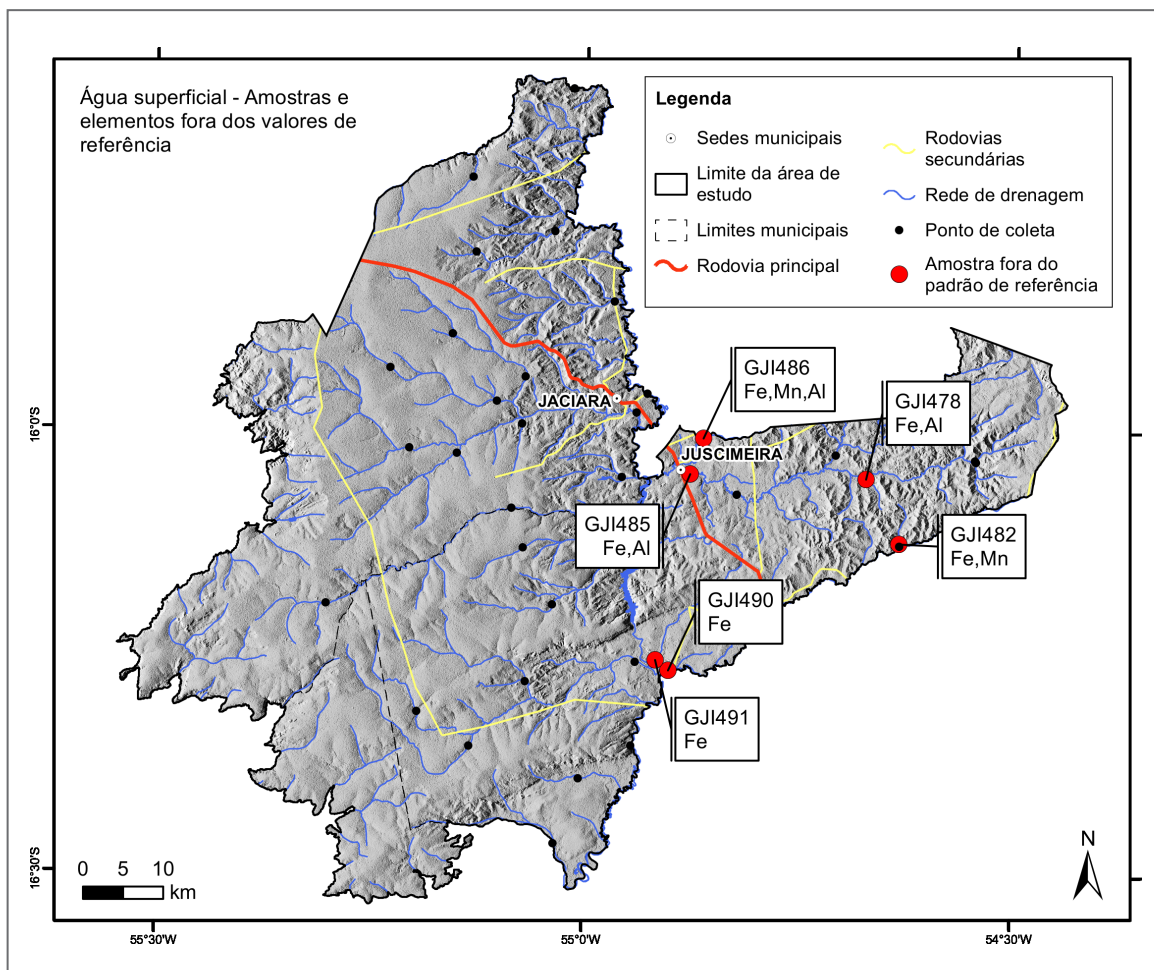 Água superficial - Amostras e
elementos fora dos valores de
referência
Legenda
Sedes municipais
Limite da área de
estudo
Limites municipais
Rodovia principal
Rodovias
secundárias
Rede de drenagem
Ponto de coleta
Amostra fora do
padrão de referência
GJI486
Fe,Mn,Al
GJI478
Fe,Al
JACIARA
JUSCIMEIRA
GJI485
Fe,Al
GJI482
Fe,Mn
GJI490
Fe
GJI491
Fe
16°0'S
16°30'S
0 5 10
km
N
55°30'W
55°0'W
54°30'W